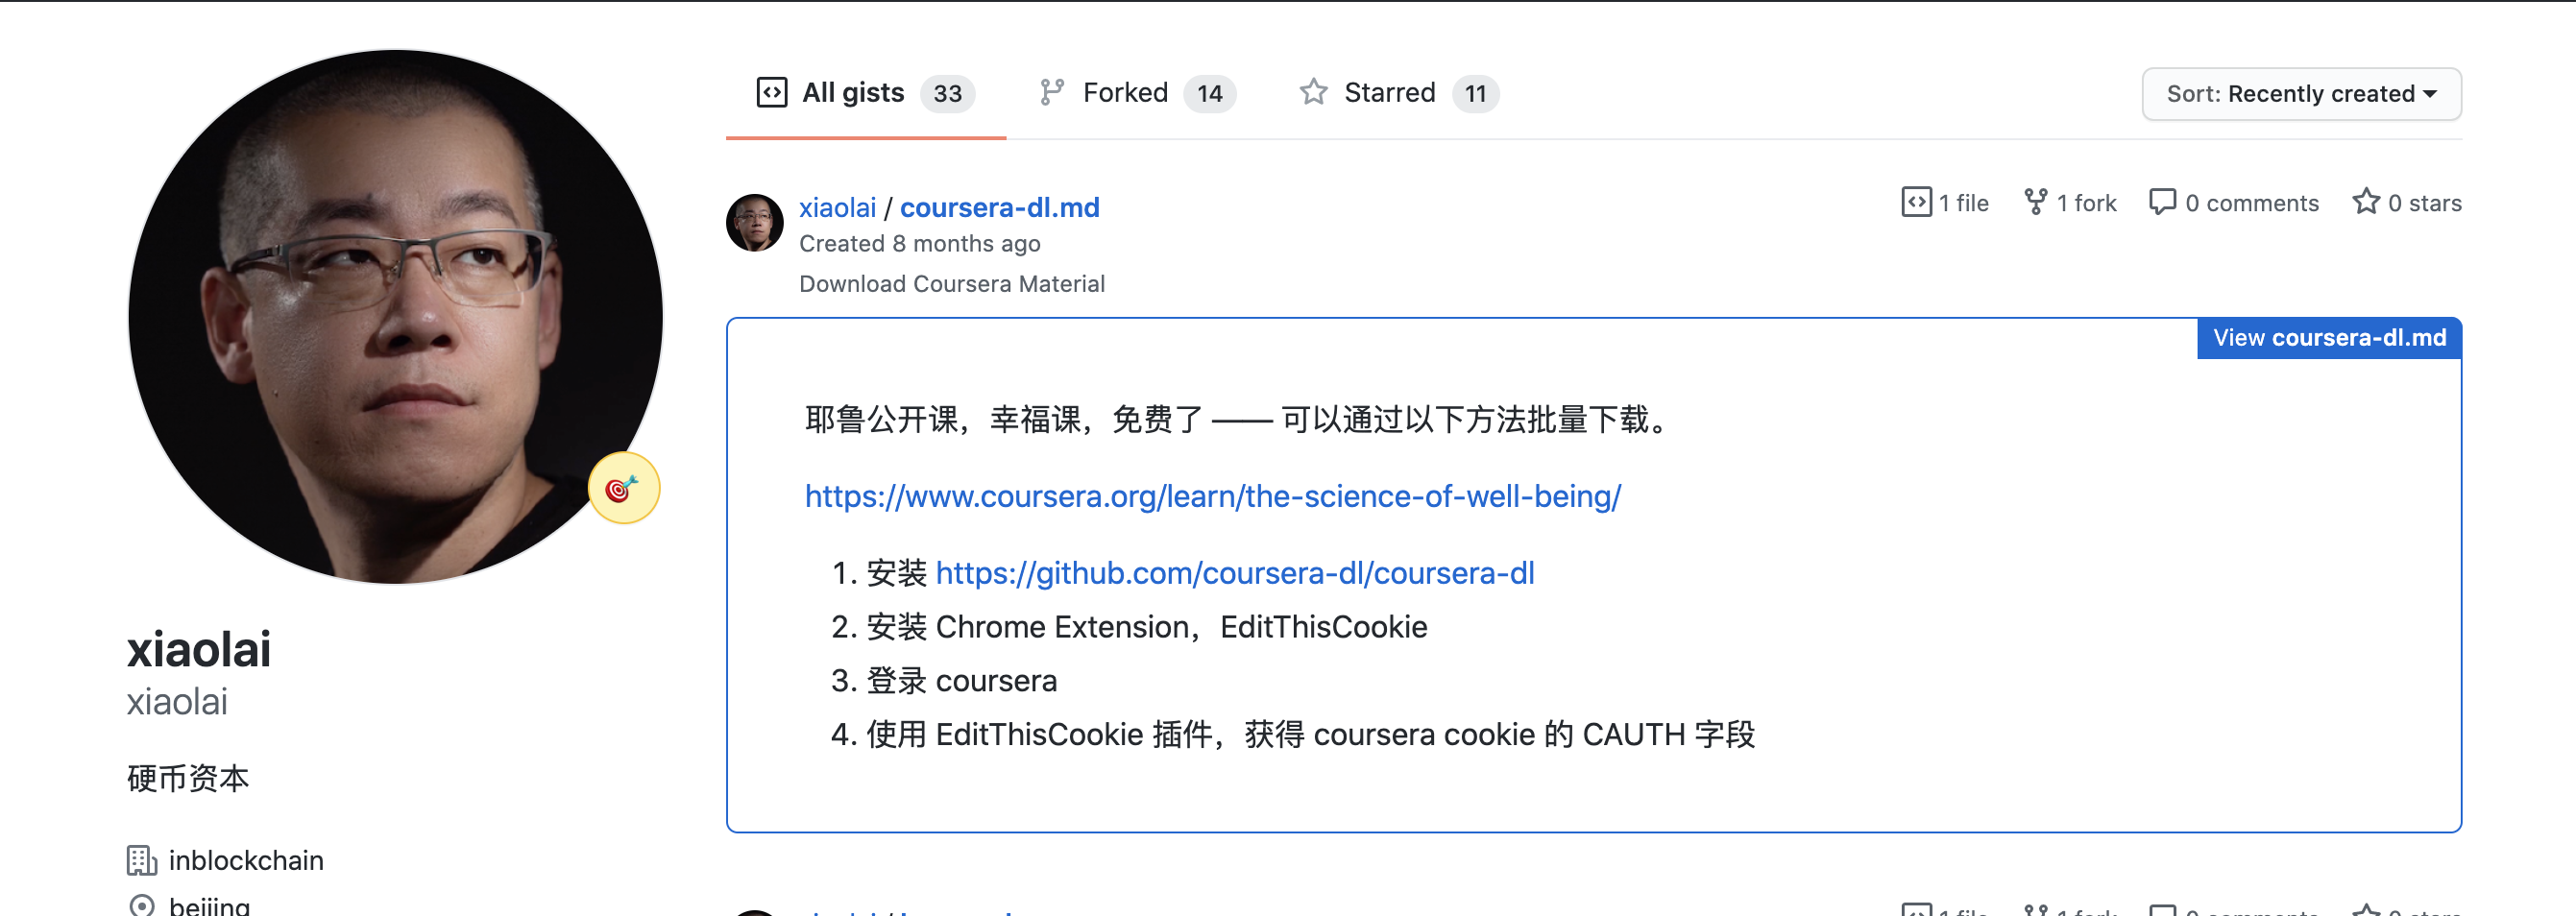 All gists 33
Forked 14
Starred 11
Sort: Recently created
xiaolai / coursera-dl.md
Created 8 months ago
Download Coursera Material
1 file
1 fork
0 comments
0 stars
View coursera-dl.md
耶鲁公开课，幸福课，免费了 —— 可以通过以下方法批量下载。
https://www.coursera.org/learn/the-science-of-well-being/
1. 安装 https://github.com/coursera-dl/coursera-dl
2. 安装 Chrome Extension，EditThisCookie
3. 登录 coursera
4. 使用 EditThisCookie 插件，获得 coursera cookie 的 CAUTH 字段
xiaolai
xiaolai
硬币资本
inblockchain
beijing
1 file
1 fork
0 comments
0 stars